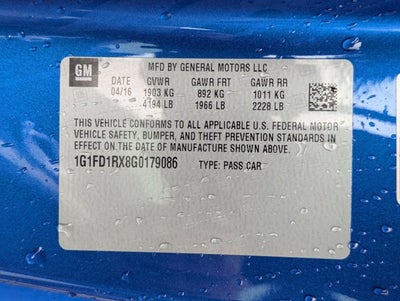 GM
MFD BY GENERAL MOTORS LLC
DATE GVWR GAWR FRT GAWR RR
04/16 1903 KG 892 KG 1011 KG
4194 LB 1966 LB 2228 LB
THIS VEHICLE CONFORMS TO ALL APPLICABLE U.S. FEDERAL MOTOR
VEHICLE SAFETY, BUMPER, AND THEFT PREVENTION STANDARDS
IN EFFECT ON THE DATE OF MANUFACTURE SHOWN ABOVE.
1G1FD1RX8G0179086 TYPE: PASS CAR